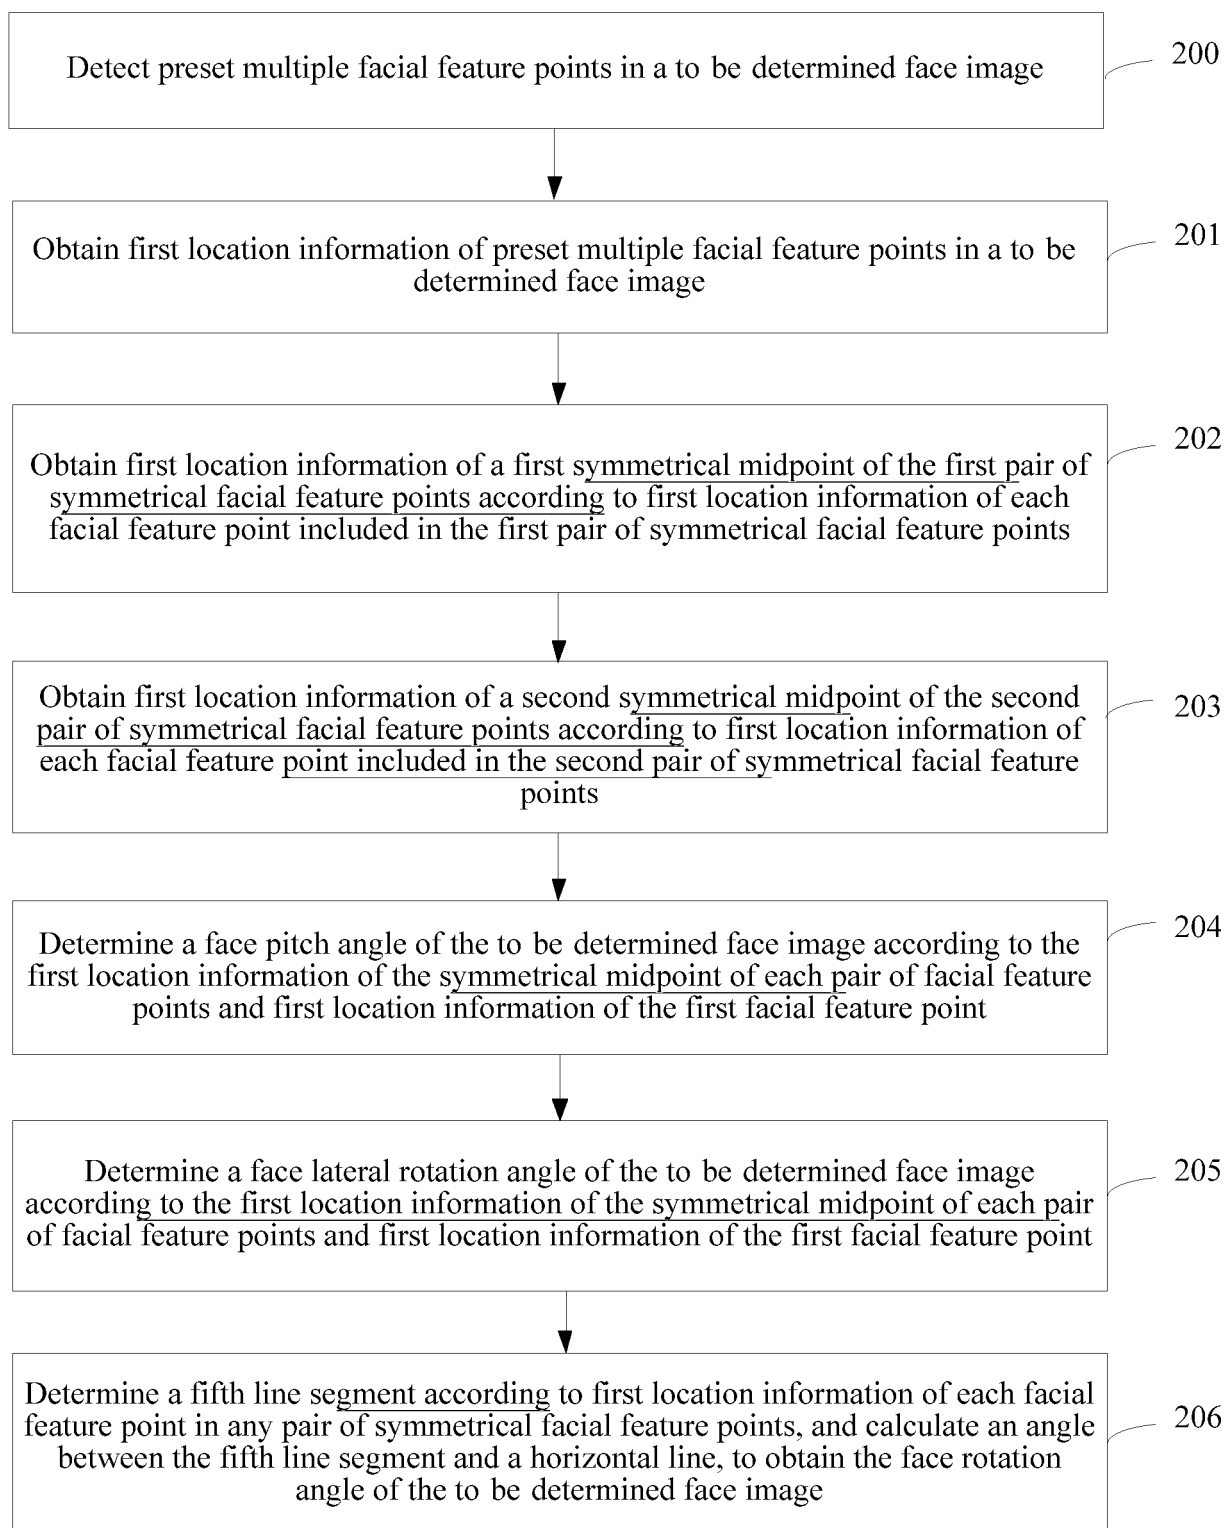 Detect preset multiple facial feature points in a to be determined face image
200
Obtain first location information of preset multiple facial feature points in a to be
determined face image
201
Obtain first location information of a first symmetrical midpoint of the first pair of
symmetrical facial feature points according to first location information of each
facial feature point included in the first pair of symmetrical facial feature points
202
Obtain first location information of a second symmetrical midpoint of the second
pair of symmetrical facial feature points according to first location information of
each facial feature point included in the second pair of symmetrical facial feature
points
203
Determine a face pitch angle of the to be determined face image according to the
first location information of the symmetrical midpoint of each pair of facial feature
points and first location information of the first facial feature point
204
Determine a face lateral rotation angle of the to be determined face image
according to the first location information of the symmetrical midpoint of each pair
of facial feature points and first location information of the first facial feature point
205
Determine a fifth line segment according to first location information of each facial
feature point in any pair of symmetrical facial feature points, and calculate an angle
between the fifth line segment and a horizontal line, to obtain the face rotation
angle of the to be determined face image
206